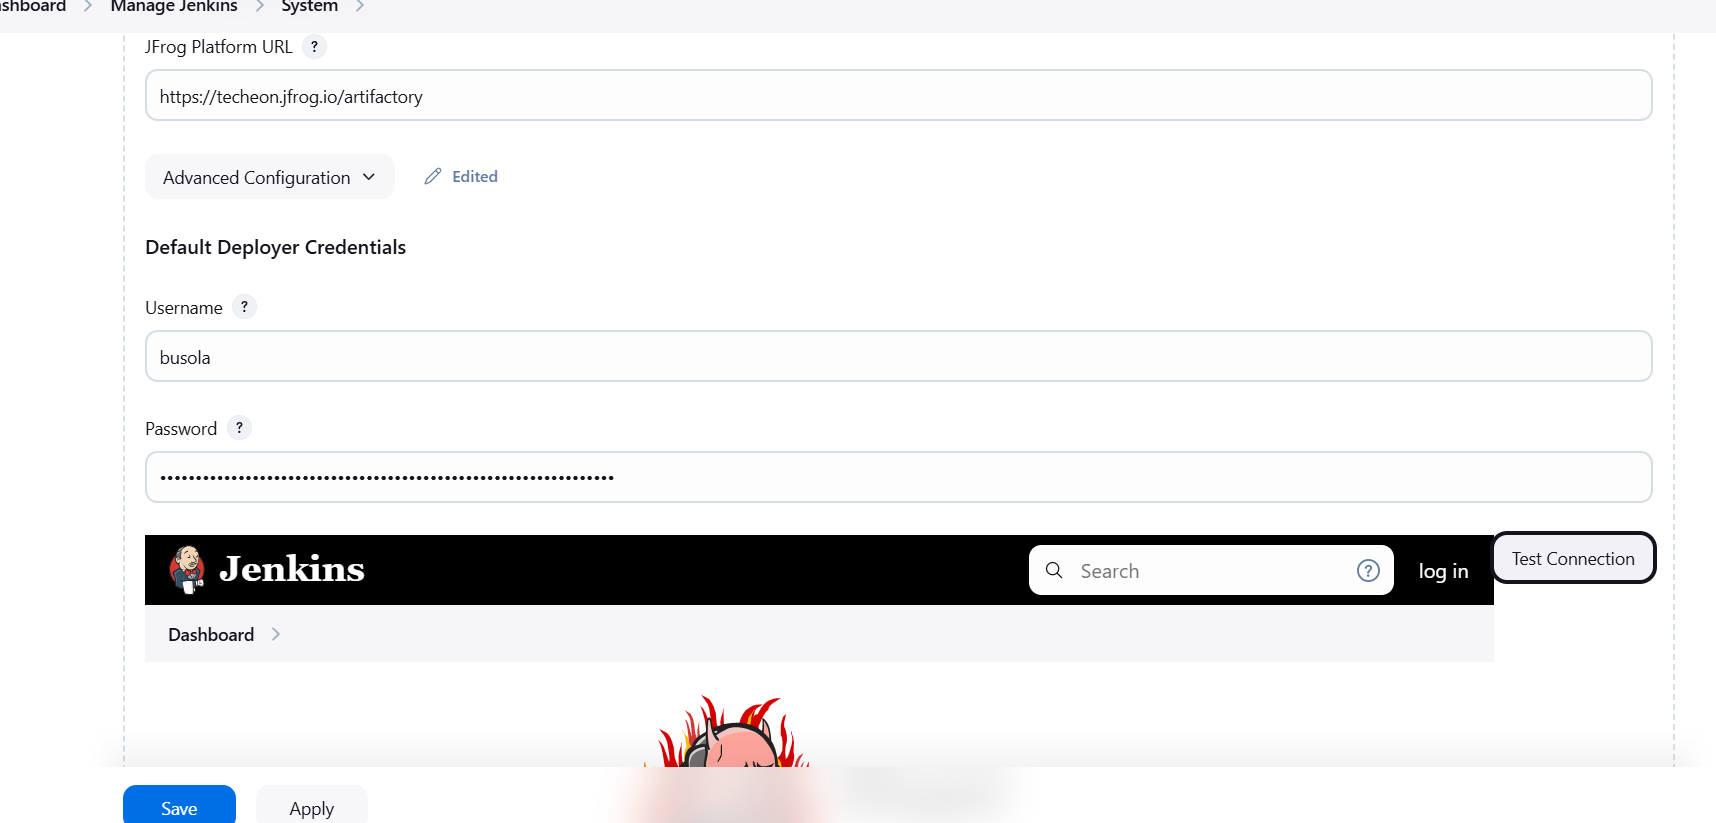 Manage Jenkins
System
JFrog Platform URL ?
https://techeon.jfrog.io/artifactory
Advanced Configuration
Edited
Default Deployer Credentials
Username ?
busola
Password ?
Jenkins
Search
?
log in
Test Connection
Dashboard
Save
Apply